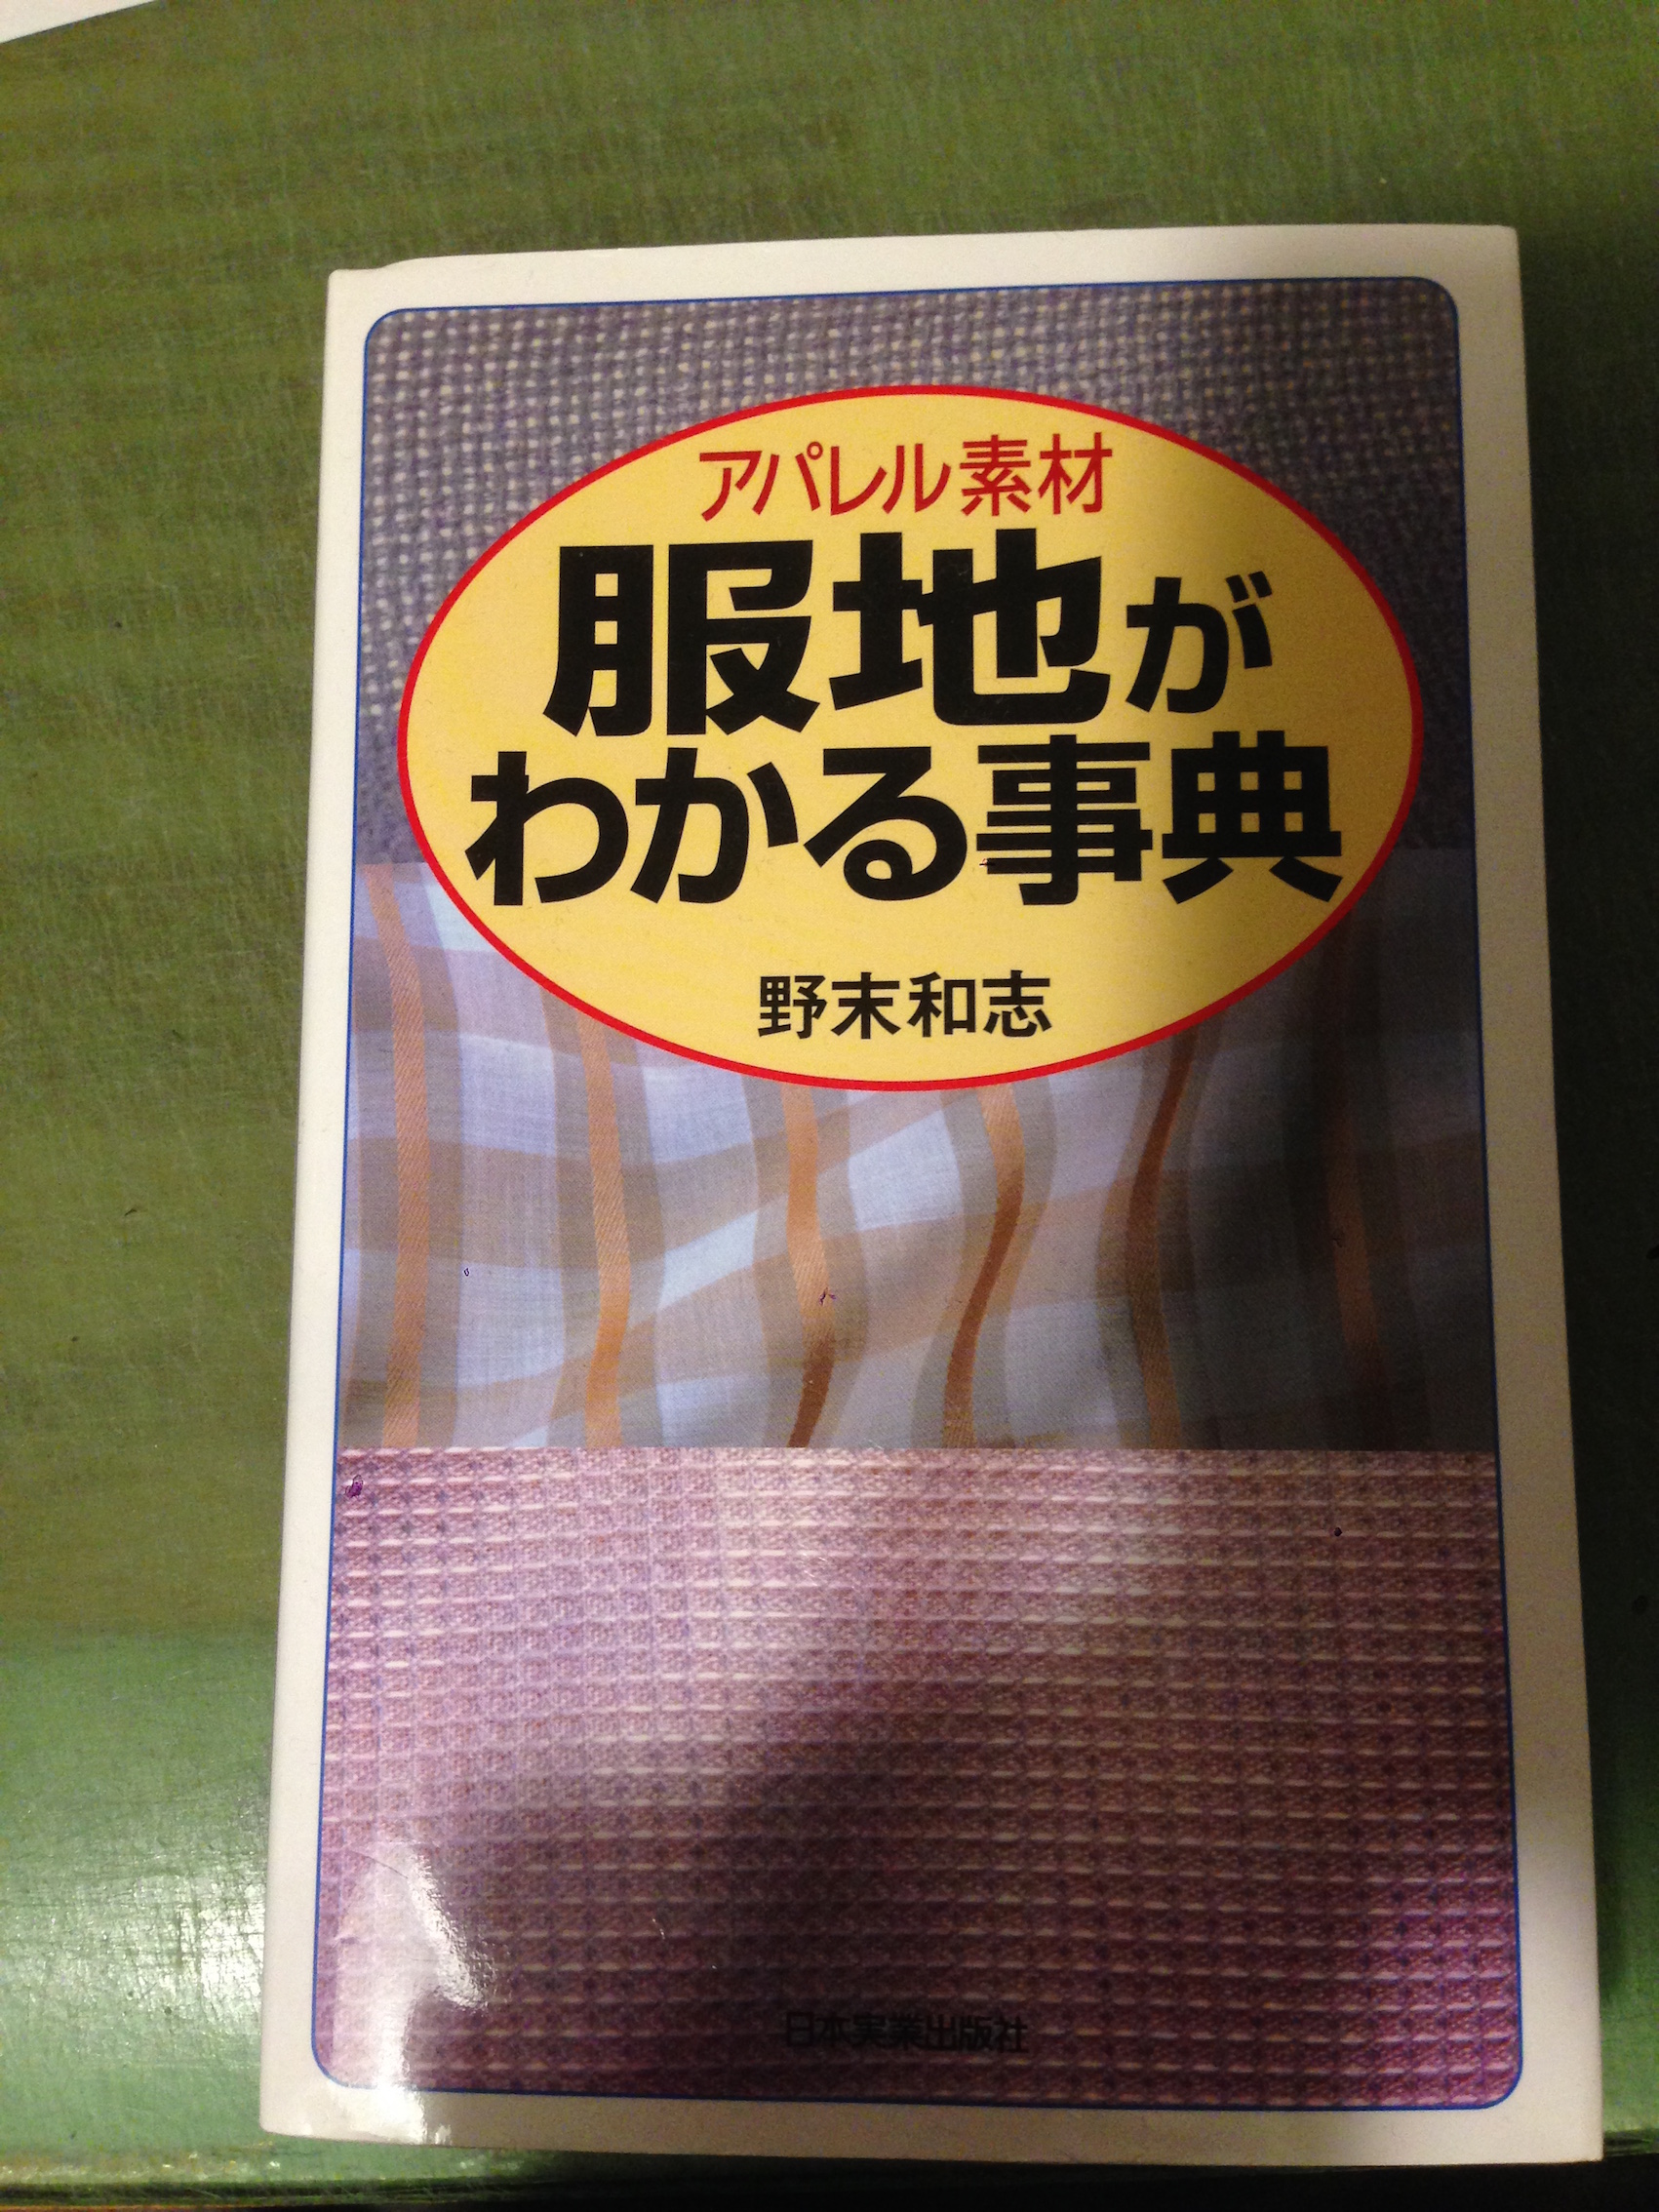 アパレル素材
服地が
わかる事典
野末和志
日本実業出版社